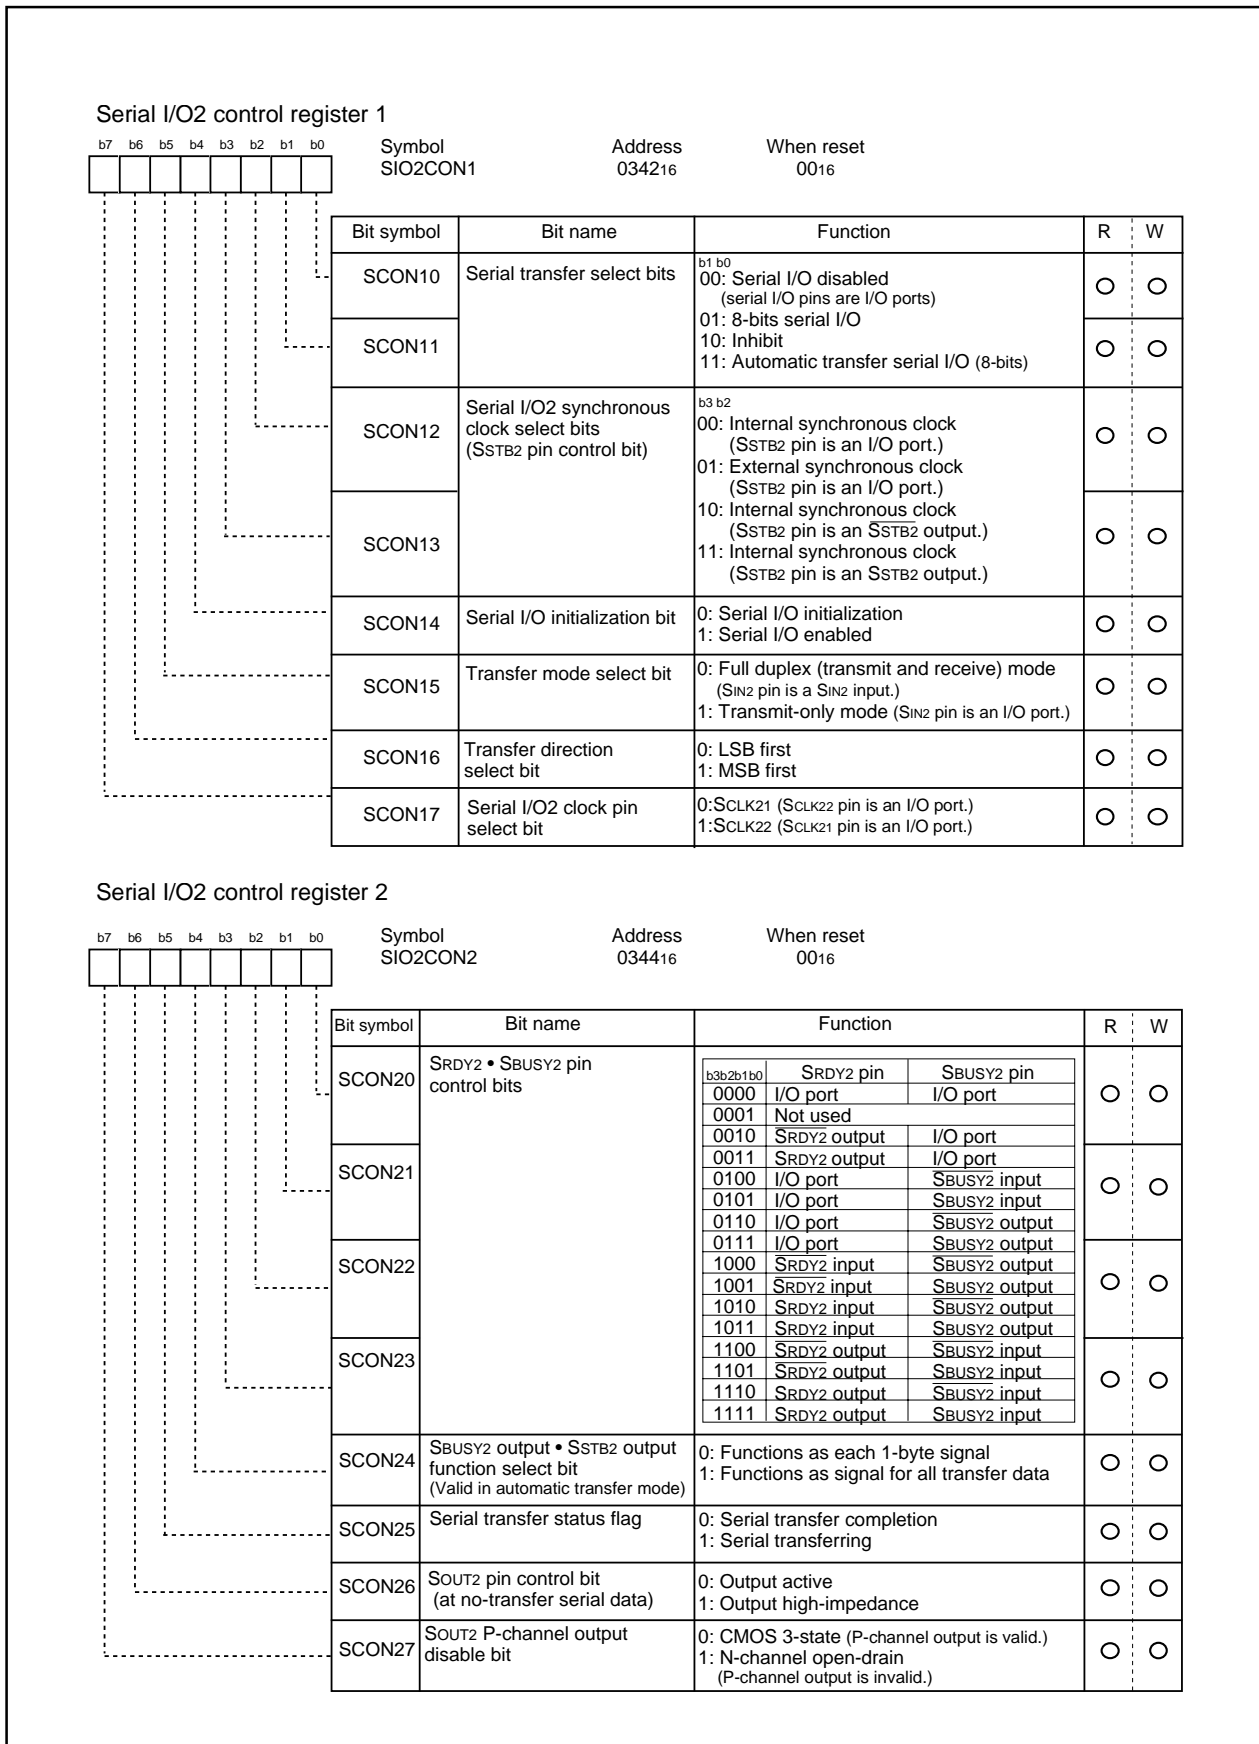 Serial I/O2 control register 1
b7 b6 b5 b4 b3 b2 b1 b0
Symbol Address When reset
SIO2CON1 034216 0016
Bit symbol Bit name Function R W
SCON10 Serial transfer select bits
b1 b0
00: Serial I/O disabled
(serial I/O pins are I/O ports)
01: 8-bits serial I/O
SCON11
10: Inhibit
11: Automatic transfer serial I/O (8-bits)
SCON12
Serial I/O2 synchronous
clock select bits
(SSTB2 pin control bit)
b3 b2
00: Internal synchronous clock
(SSTB2 pin is an I/O port.)
01: External synchronous clock
(SSTB2 pin is an I/O port.)
SCON13
10: Internal synchronous clock
(SSTB2 pin is an S̅S̅T̅B̅2̅ output.)
11: Internal synchronous clock
(SSTB2 pin is an SSTB2 output.)
SCON14 Serial I/O initialization bit
0: Serial I/O initialization
1: Serial I/O enabled
SCON15 Transfer mode select bit
0: Full duplex (transmit and receive) mode
(SIN2 pin is a SIN2 input.)
1: Transmit-only mode (SIN2 pin is an I/O port.)
SCON16
Transfer direction
select bit
0: LSB first
1: MSB first
SCON17
Serial I/O2 clock pin
select bit
0:SCLK21 (SCLK22 pin is an I/O port.)
1:SCLK22 (SCLK21 pin is an I/O port.)
Serial I/O2 control register 2
b7 b6 b5 b4 b3 b2 b1 b0
Symbol Address When reset
SIO2CON2 034416 0016
Bit symbol Bit name Function R W
SCON20
SRDY2 • SBUSY2 pin
control bits
SCON21
SCON22
SCON23
b3b2b1b0 SRDY2 pin SBUSY2 pin
0000 I/O port I/O port
0001 Not used
0010 S̅R̅D̅Y̅2̅ output I/O port
0011 SRDY2 output I/O port
0100 I/O port S̅B̅U̅S̅Y̅2̅ input
0101 I/O port SBUSY2 input
0110 I/O port S̅B̅U̅S̅Y̅2̅ output
0111 I/O port SBUSY2 output
1000 S̅R̅D̅Y̅2̅ input S̅B̅U̅S̅Y̅2̅ output
1001 S̅R̅D̅Y̅2̅ input SBUSY2 output
1010 SRDY2 input S̅B̅U̅S̅Y̅2̅ output
1011 SRDY2 input SBUSY2 output
1100 S̅R̅D̅Y̅2̅ output S̅B̅U̅S̅Y̅2̅ input
1101 S̅R̅D̅Y̅2̅ output SBUSY2 input
1110 SRDY2 output S̅B̅U̅S̅Y̅2̅ input
1111 SRDY2 output SBUSY2 input
SCON24
SBUSY2 output • SSTB2 output
function select bit
(Valid in automatic transfer mode)
0: Functions as each 1-byte signal
1: Functions as signal for all transfer data
SCON25 Serial transfer status flag
0: Serial transfer completion
1: Serial transferring
SCON26
SOUT2 pin control bit
(at no-transfer serial data)
0: Output active
1: Output high-impedance
SCON27
SOUT2 P-channel output
disable bit
0: CMOS 3-state (P-channel output is valid.)
1: N-channel open-drain
(P-channel output is invalid.)